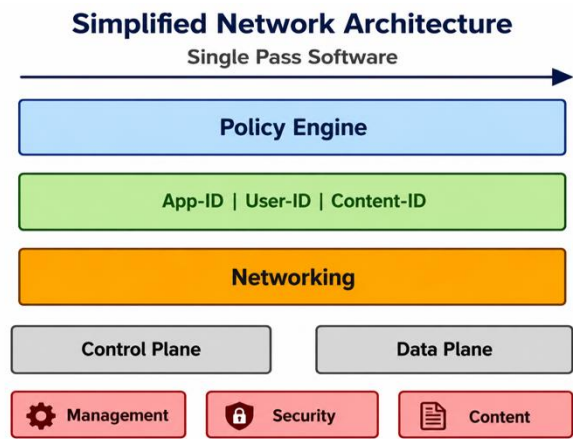 Simplified Network Architecture
Single Pass Software
Policy Engine
App-ID | User-ID | Content-ID
Networking
Control Plane
Data Plane
Management
Security
Content